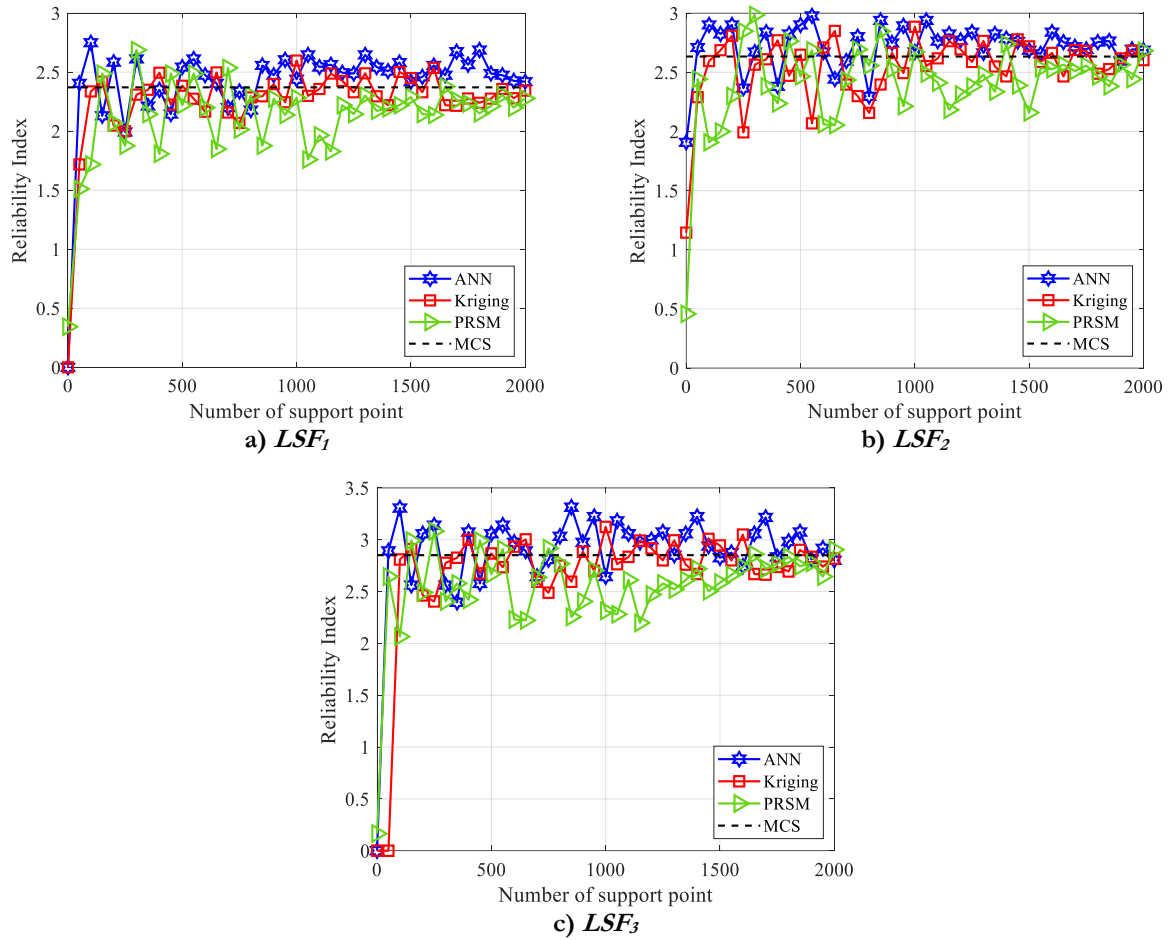 3
2.5
2
1.5
1
0.5
0
Reliability Index
0 500 1000 1500 2000
Number of support point
ANN
Kriging
PRSM
MCS
a) LSF1
3
2.5
2
1.5
1
0.5
0
Reliability Index
0 500 1000 1500 2000
Number of support point
ANN
Kriging
PRSM
MCS
b) LSF2
3.5
3
2.5
2
1.5
1
0.5
0
Reliability Index
0 500 1000 1500 2000
Number of support point
ANN
Kriging
PRSM
MCS
c) LSF3